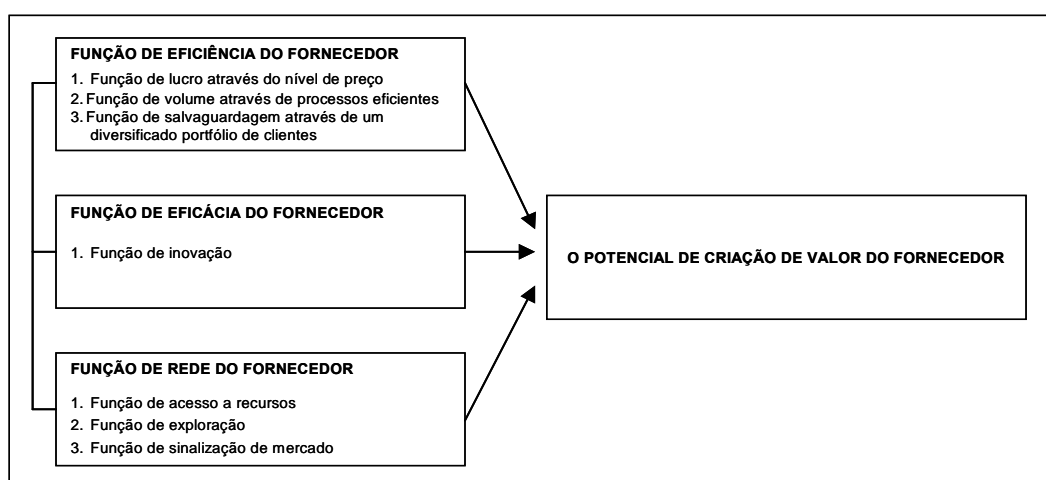 FUNÇÃO DE EFICIÊNCIA DO FORNECEDOR
1. Função de lucro através do nível de preço
2. Função de volume através de processos eficientes
3. Função de salvaguardagem através de um
diversificado portfólio de clientes
FUNÇÃO DE EFICÁCIA DO FORNECEDOR
1. Função de inovação
FUNÇÃO DE REDE DO FORNECEDOR
1. Função de acesso a recursos
2. Função de exploração
3. Função de sinalização de mercado
O POTENCIAL DE CRIAÇÃO DE VALOR DO FORNECEDOR